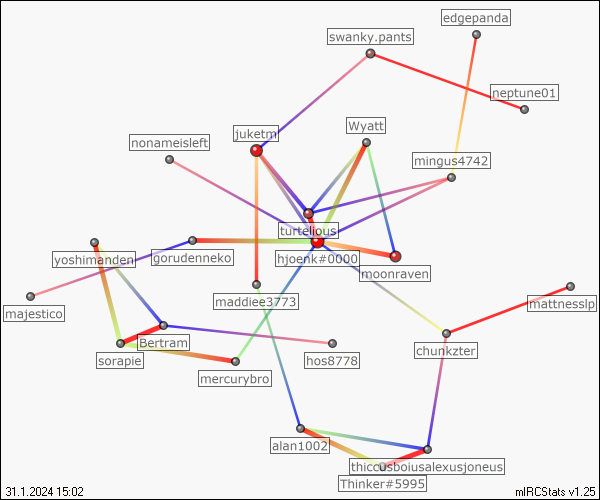 edgepanda
swanky.pants
neptune01
juketm
Wyatt
nonameisleft
mingus4742
turtelious
yoshimanden
gorudenneko
hjoenk#0000
moonraven
majestico
maddiee3773
mattnesslp
Bertram
sorapie
hos8778
chunkzter
mercurybro
alan1002
thiccusboiusalexusjoneus
Thinker#5995
31.1.2024 15:02
mIRCStats v1.25